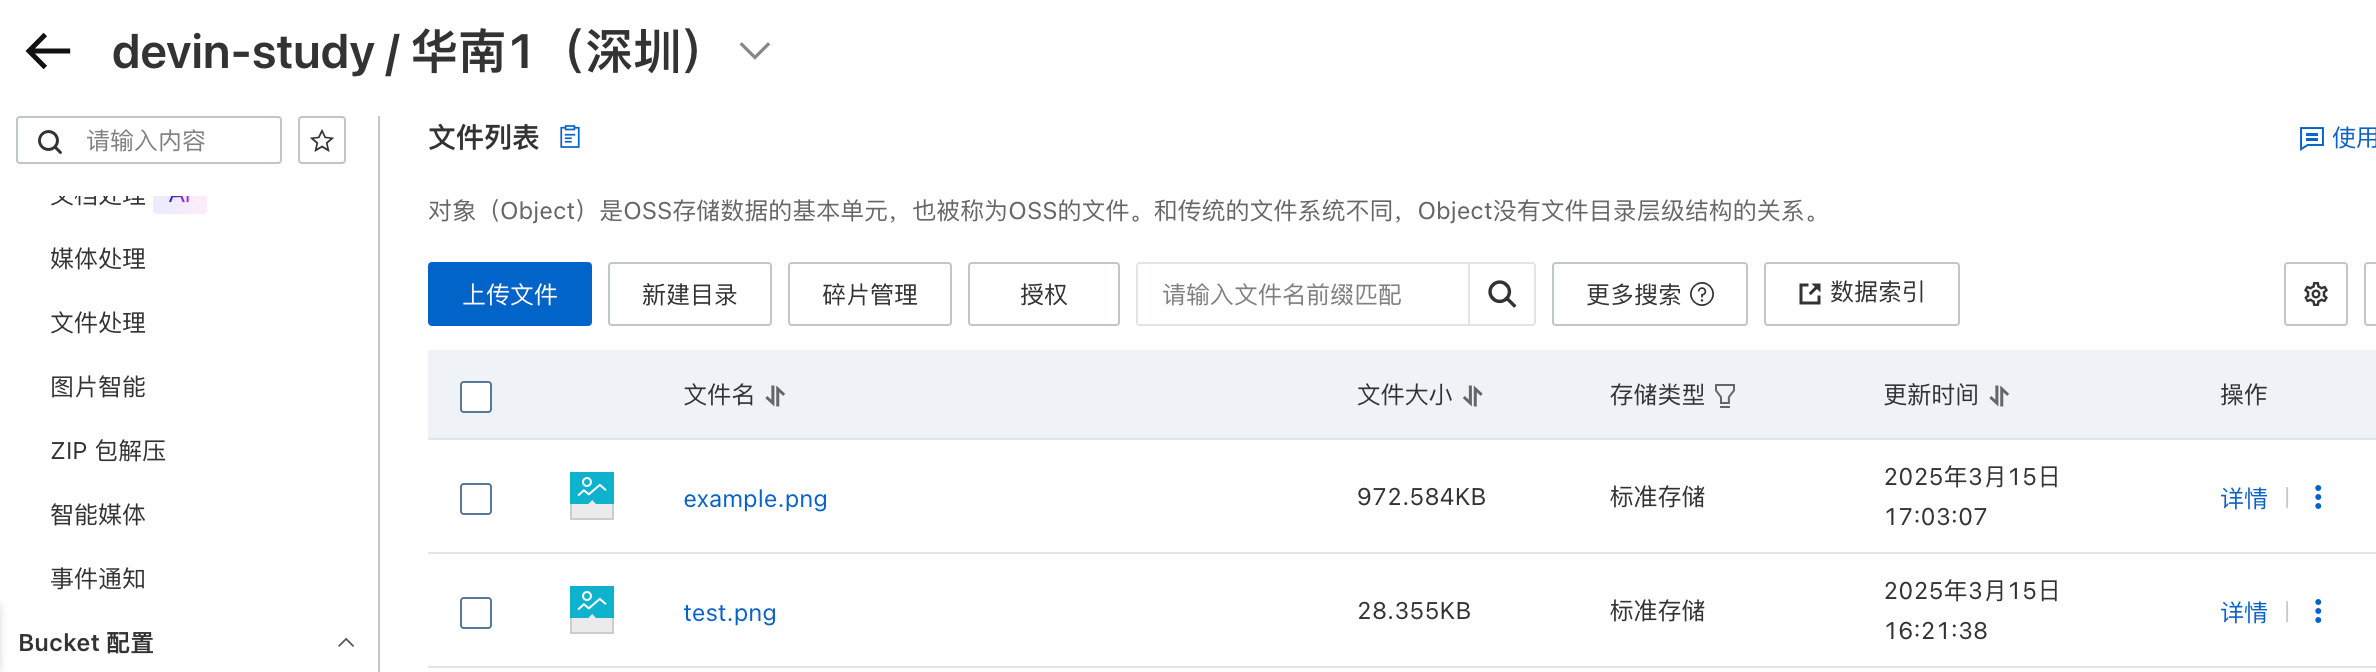 devin-study / 华南1（深圳）
请输入内容
文件列表
使用
对象（Object）是OSS存储数据的基本单元，也被称为OSS的文件。和传统的文件系统不同，Object没有文件目录层级结构的关系。
文档处理 AI
媒体处理
文件处理
图片智能
ZIP 包解压
智能媒体
事件通知
Bucket 配置
上传文件 新建目录 碎片管理 授权 请输入文件名前缀匹配 更多搜索 数据索引
文件名 文件大小 存储类型 更新时间 操作
example.png 972.584KB 标准存储 2025年3月15日 17:03:07 详情
test.png 28.355KB 标准存储 2025年3月15日 16:21:38 详情